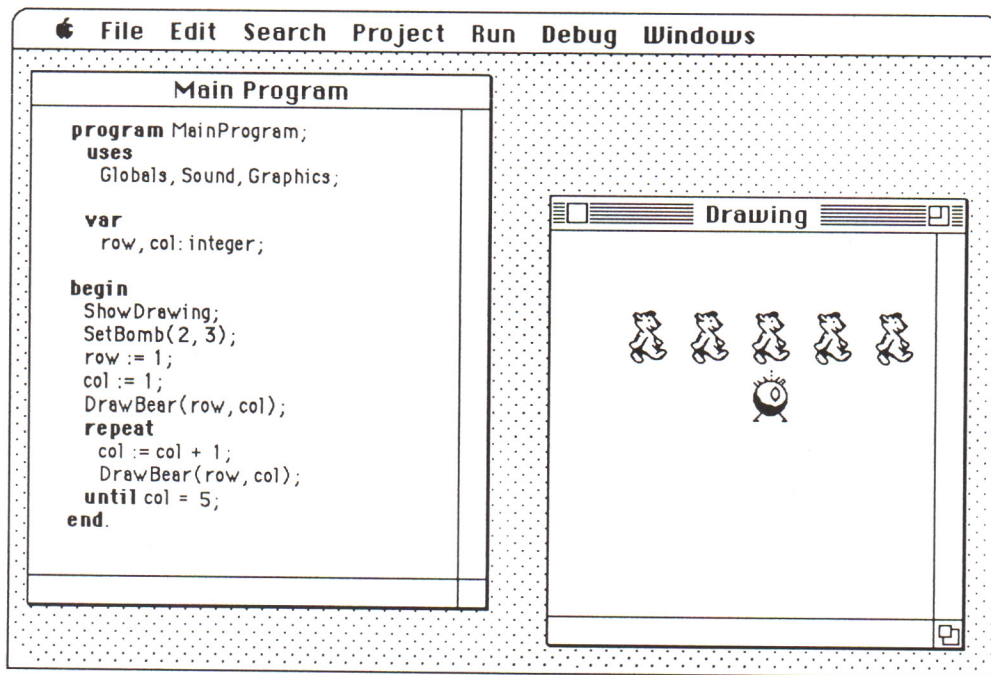 File Edit Search Project Run Debug Windows
Main Program
program MainProgram;
uses
Globals, Sound, Graphics;
var
row, col: integer;
begin
ShowDrawing;
SetBomb(2, 3);
row := 1;
col := 1;
DrawBear(row, col);
repeat
col := col + 1;
DrawBear(row, col);
until col = 5;
end.
Drawing